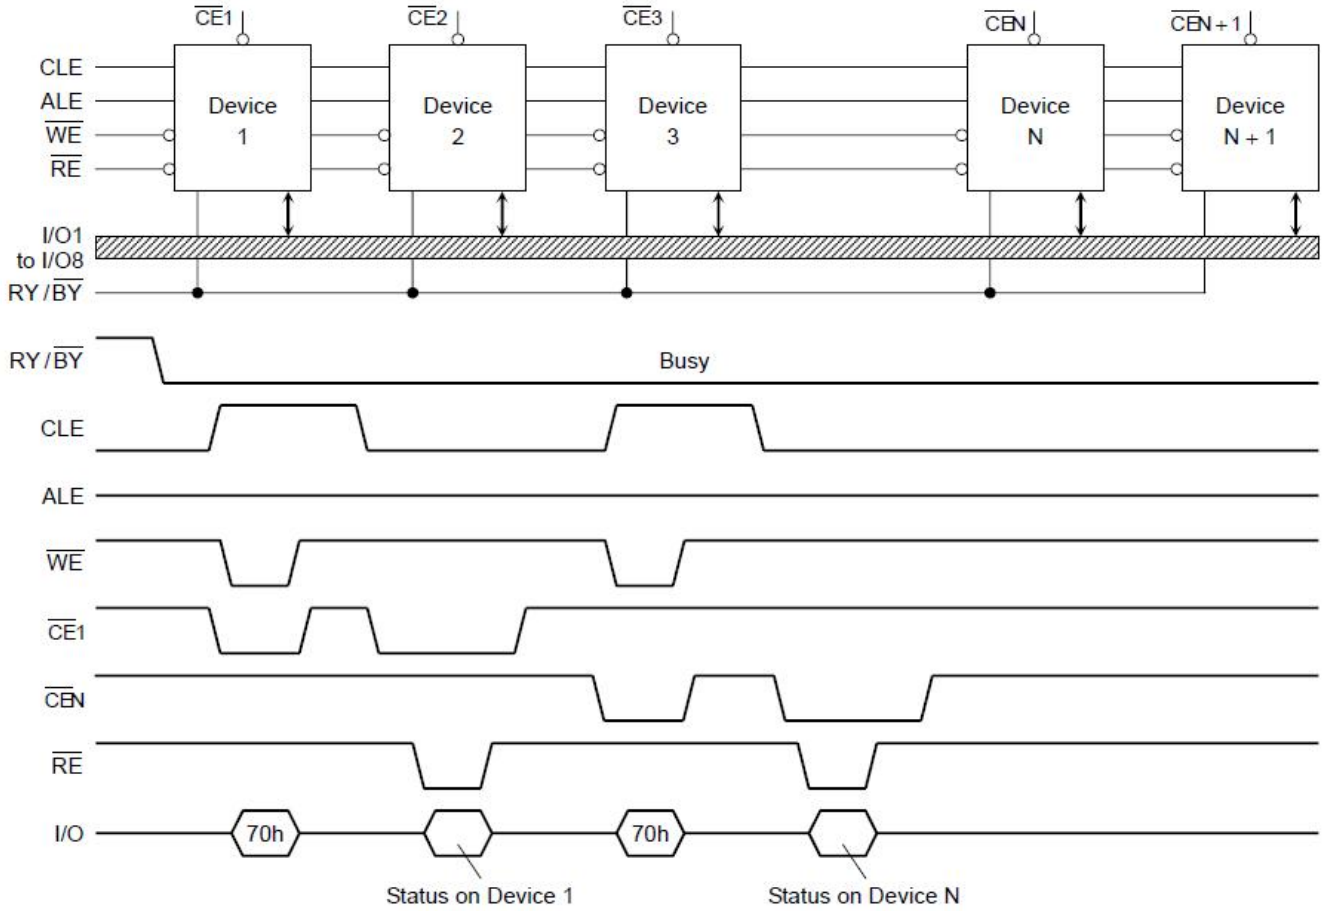 CE1 CE2 CE3 CEN CEN + 1
CLE
ALE
WE
RE
Device 1
Device 2
Device 3
Device N
Device N + 1
I/O1
to I/O8
RY / BY
RY / BY Busy
CLE
ALE
WE
CE1
CEN
RE
I/O 70h 70h
Status on Device 1 Status on Device N